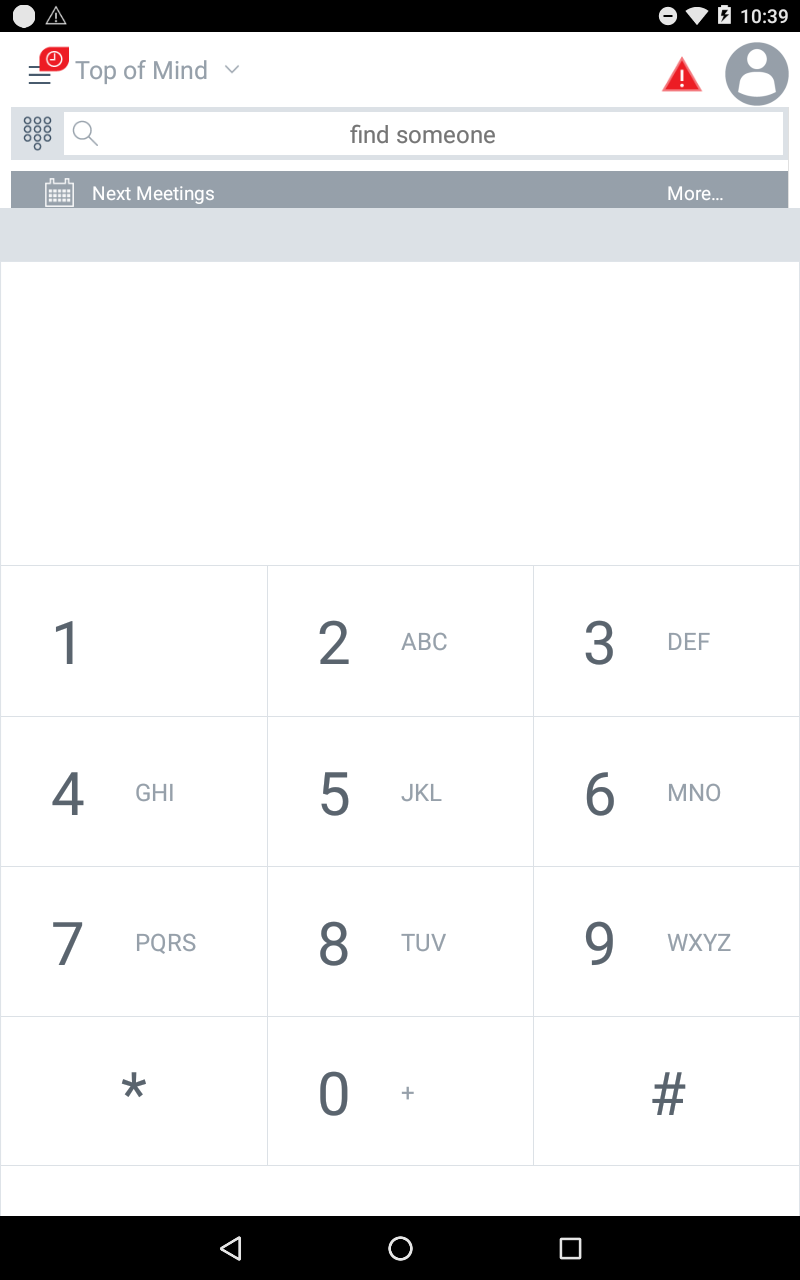 10:39
Top of Mind
find someone
Next Meetings More...
1 2 ABC 3 DEF
4 GHI 5 JKL 6 MNO
7 PQRS 8 TUV 9 WXYZ
* 0 + #